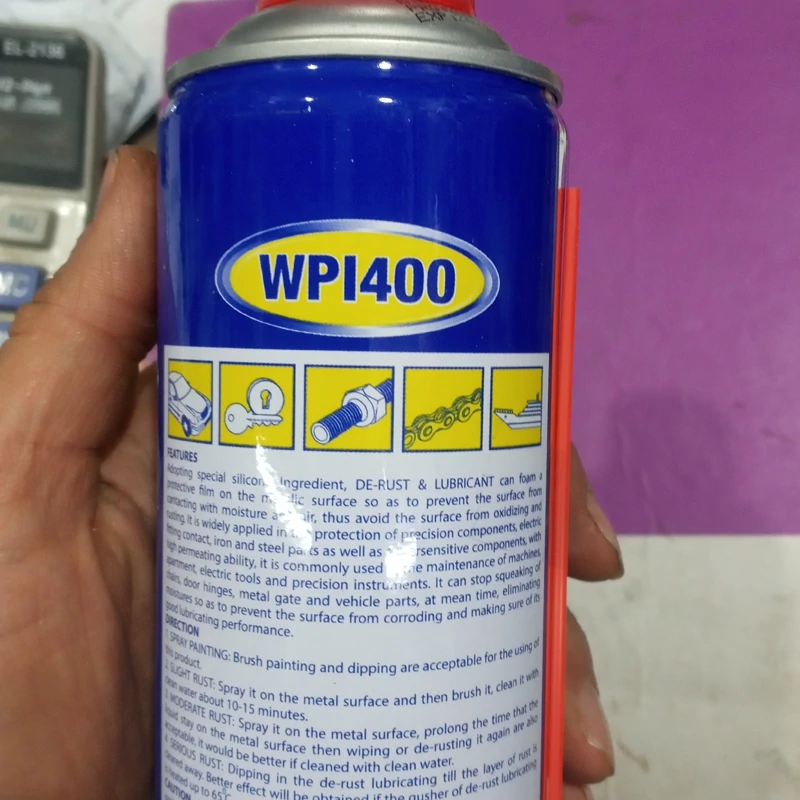 EL-2138
MU
EXP
WPI400
FEATURES
Adopting special silicon ingredient, DE-RUST & LUBRICANT can foam a
protective film on the metallic surface so as to prevent the surface from
contacting with moisture air, thus avoid the surface from oxidizing and
rusting. It is widely applied in the protection of precision components, electric
contact, iron and steel parts as well as sensitive components, with
high permeating ability, it is commonly used in the maintenance of machines,
apartment, electric tools and precision instruments. It can stop squeaking of
chairs, door hinges, metal gate and vehicle parts, at mean time, eliminating
moistures so as to prevent the surface from corroding and making sure of its
good lubricating performance.
DIRECTION
1. SPRAY PAINTING: Brush painting and dipping are acceptable for the using of
this product.
2. SLIGHT RUST: Spray it on the metal surface and then brush it, clean it with
clean water about 10-15 minutes.
3. MODERATE RUST: Spray it on the metal surface, prolong the time that the
liquid stay on the metal surface then wiping or de-rusting it again are also
acceptable. it would be better if cleaned with clean water.
4. SERIOUS RUST: Dipping in the de-rust lubricating till the layer of rust is
cleared away. Better effect will be obtained if the gusher of de-rust lubricating
heated up to 65°C
CAUTION